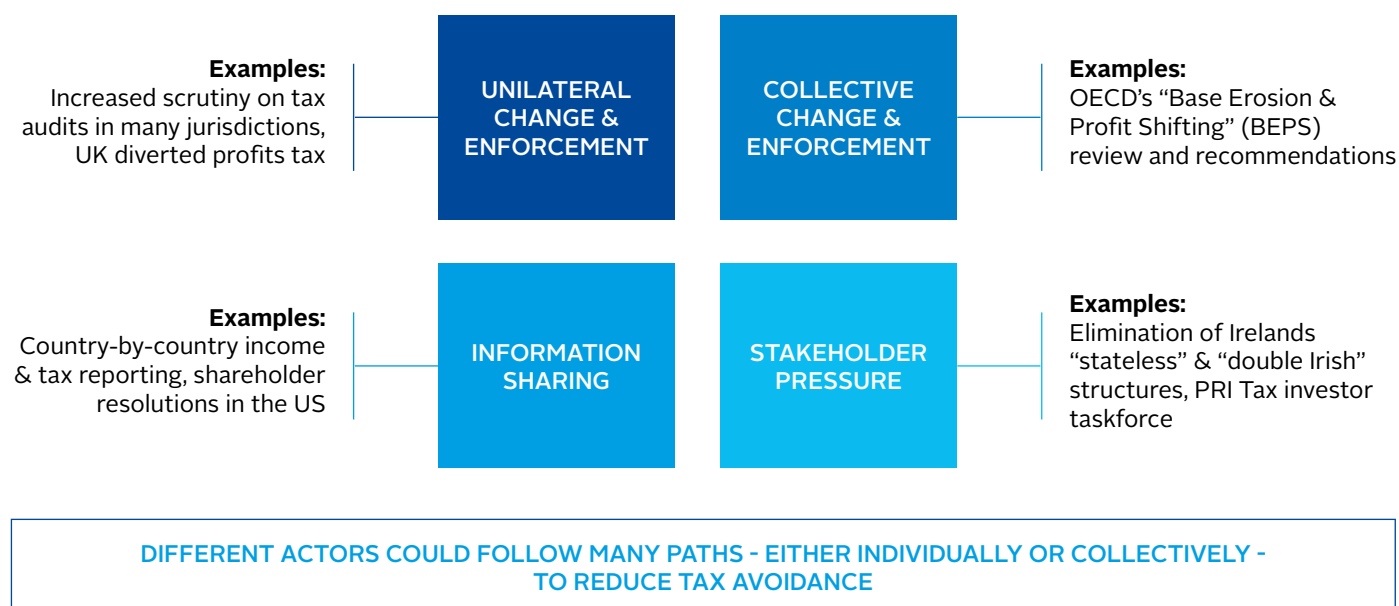 Examples:
Increased scrutiny on tax
audits in many jurisdictions,
UK diverted profits tax
UNILATERAL
CHANGE &
ENFORCEMENT
COLLECTIVE
CHANGE &
ENFORCEMENT
Examples:
OECD's “Base Erosion &
Profit Shifting” (BEPS)
review and recommendations
Examples:
Country-by-country income
& tax reporting, shareholder
resolutions in the US
INFORMATION
SHARING
STAKEHOLDER
PRESSURE
Examples:
Elimination of Irelands
“stateless” & “double Irish”
structures, PRI Tax investor
taskforce
DIFFERENT ACTORS COULD FOLLOW MANY PATHS - EITHER INDIVIDUALLY OR COLLECTIVELY -
TO REDUCE TAX AVOIDANCE